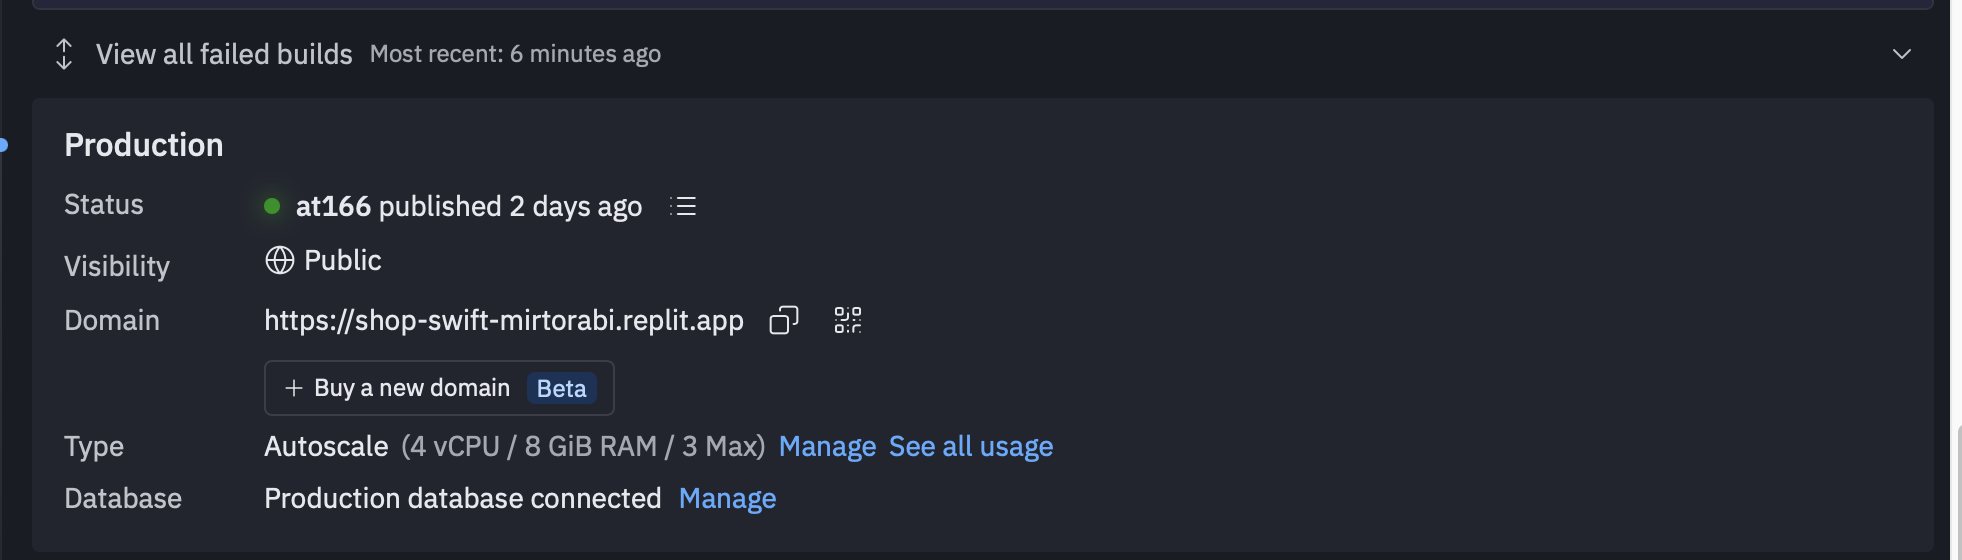 View all failed builds Most recent: 6 minutes ago
Production
Status at166 published 2 days ago
Visibility Public
Domain https://shop-swift-mirtorabi.replit.app
+ Buy a new domain Beta
Type Autoscale (4 vCPU / 8 GiB RAM / 3 Max) Manage See all usage
Database Production database connected Manage